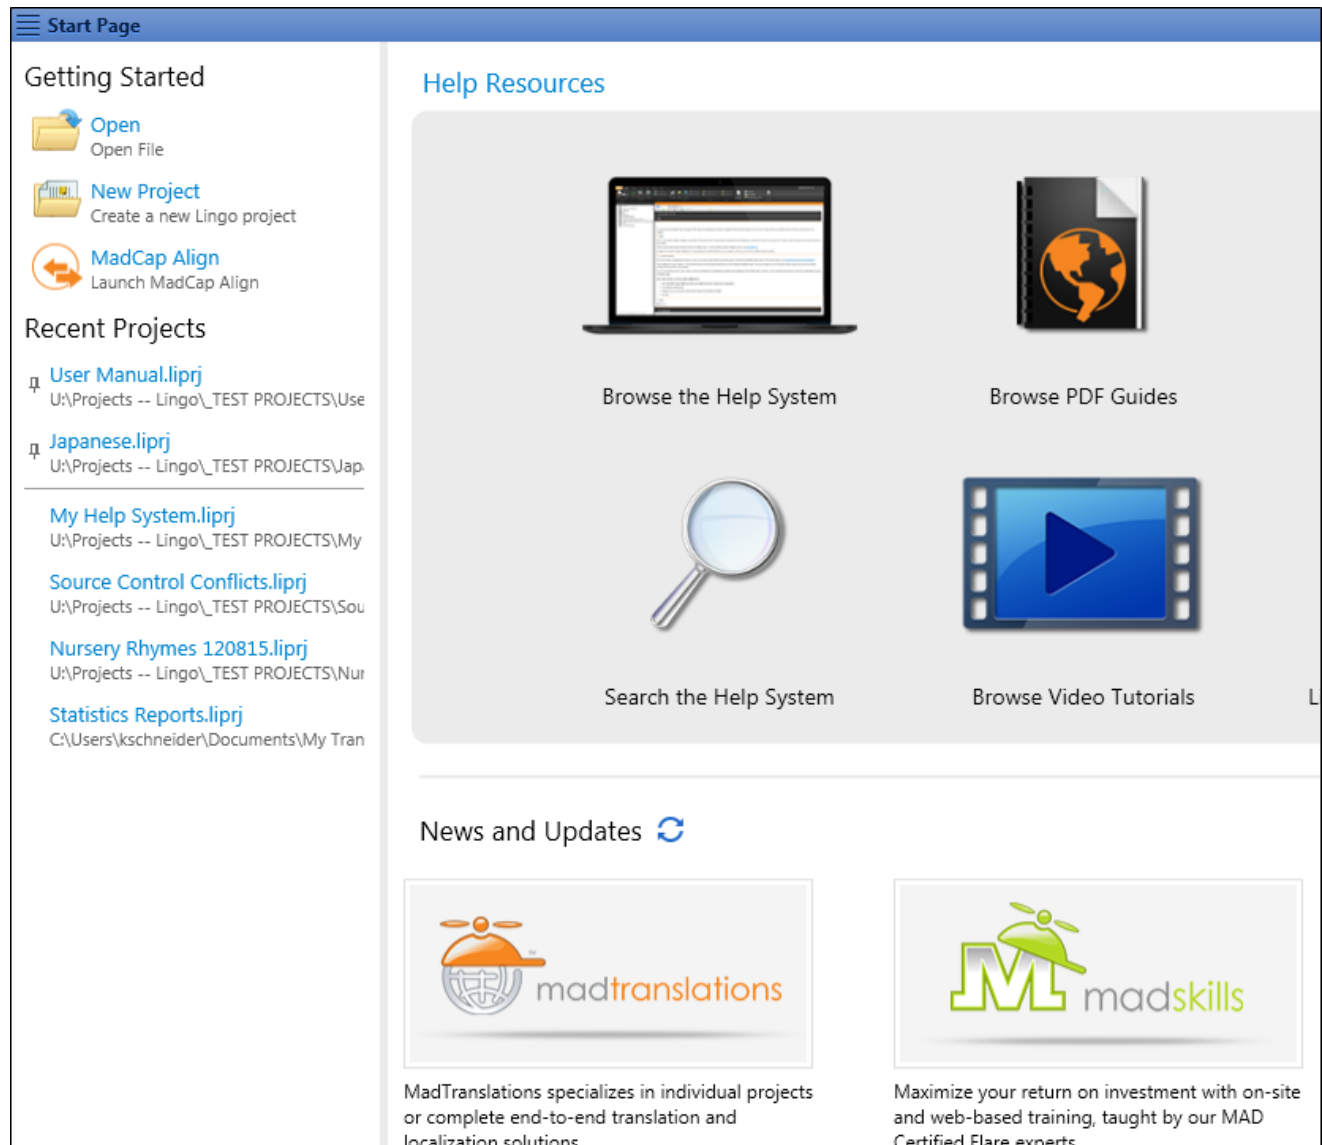 Start Page
Getting Started
Open
Open File
New Project
Create a new Lingo project
MadCap Align
Launch MadCap Align
Recent Projects
User Manual.liprj
U:\Projects -- Lingo\_TEST PROJECTS\Use
Japanese.liprj
U:\Projects -- Lingo\_TEST PROJECTS\Jap
My Help System.liprj
U:\Projects -- Lingo\_TEST PROJECTS\My
Source Control Conflicts.liprj
U:\Projects -- Lingo\_TEST PROJECTS\Sou
Nursery Rhymes 120815.liprj
U:\Projects -- Lingo\_TEST PROJECTS\Nur
Statistics Reports.liprj
C:\Users\kschneider\Documents\My Tran
Help Resources
Browse the Help System
Browse PDF Guides
Search the Help System
Browse Video Tutorials
L
News and Updates
madtranslations
MadTranslations specializes in individual projects
or complete end-to-end translation and
localization solutions
M madskills
Maximize your return on investment with on-site
and web-based training, taught by our MAD
Certified Flare experts